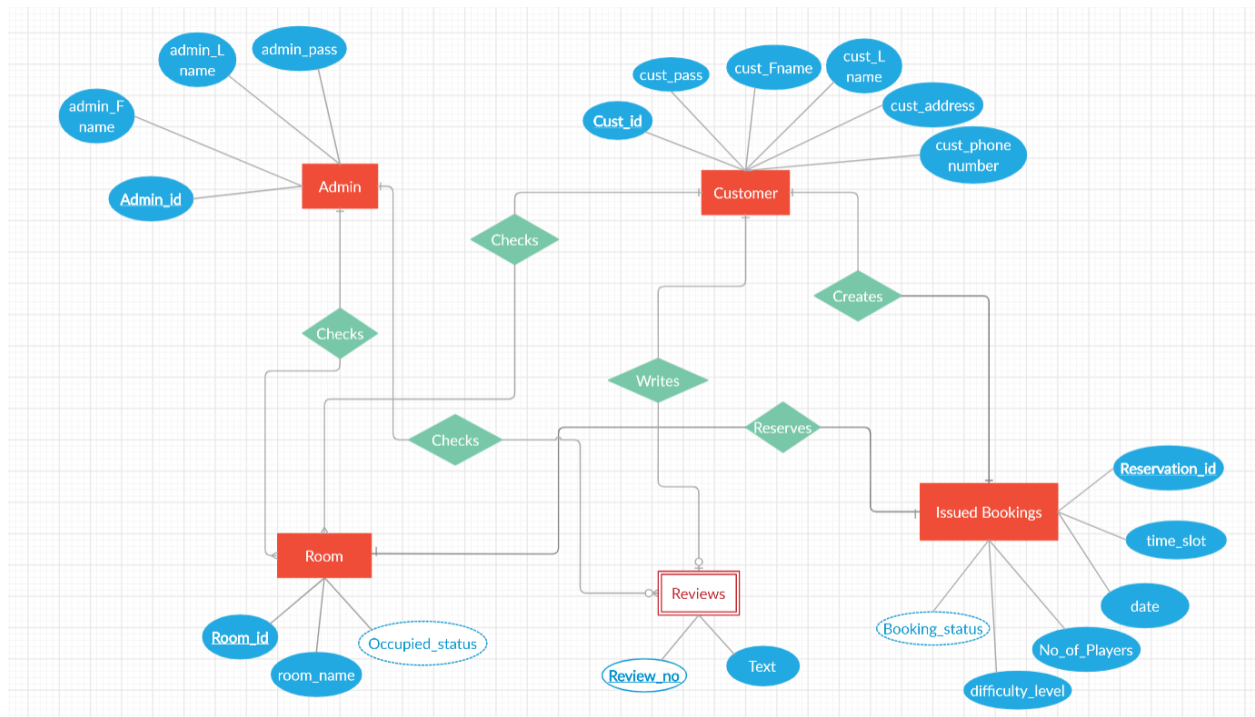 admin_L
name
admin_pass
admin_F
name
Admin_id
Admin
cust_pass
cust_Fname
cust_L
name
Cust_id
cust_address
cust_phone
number
Customer
Checks
Creates
Checks
Writes
Checks
Reserves
Reservation_id
Issued Bookings
time_slot
Room
Reviews
date
Room_id
Occupied_status
room_name
Review_no
Text
Booking_status
No_of_Players
difficulty_level